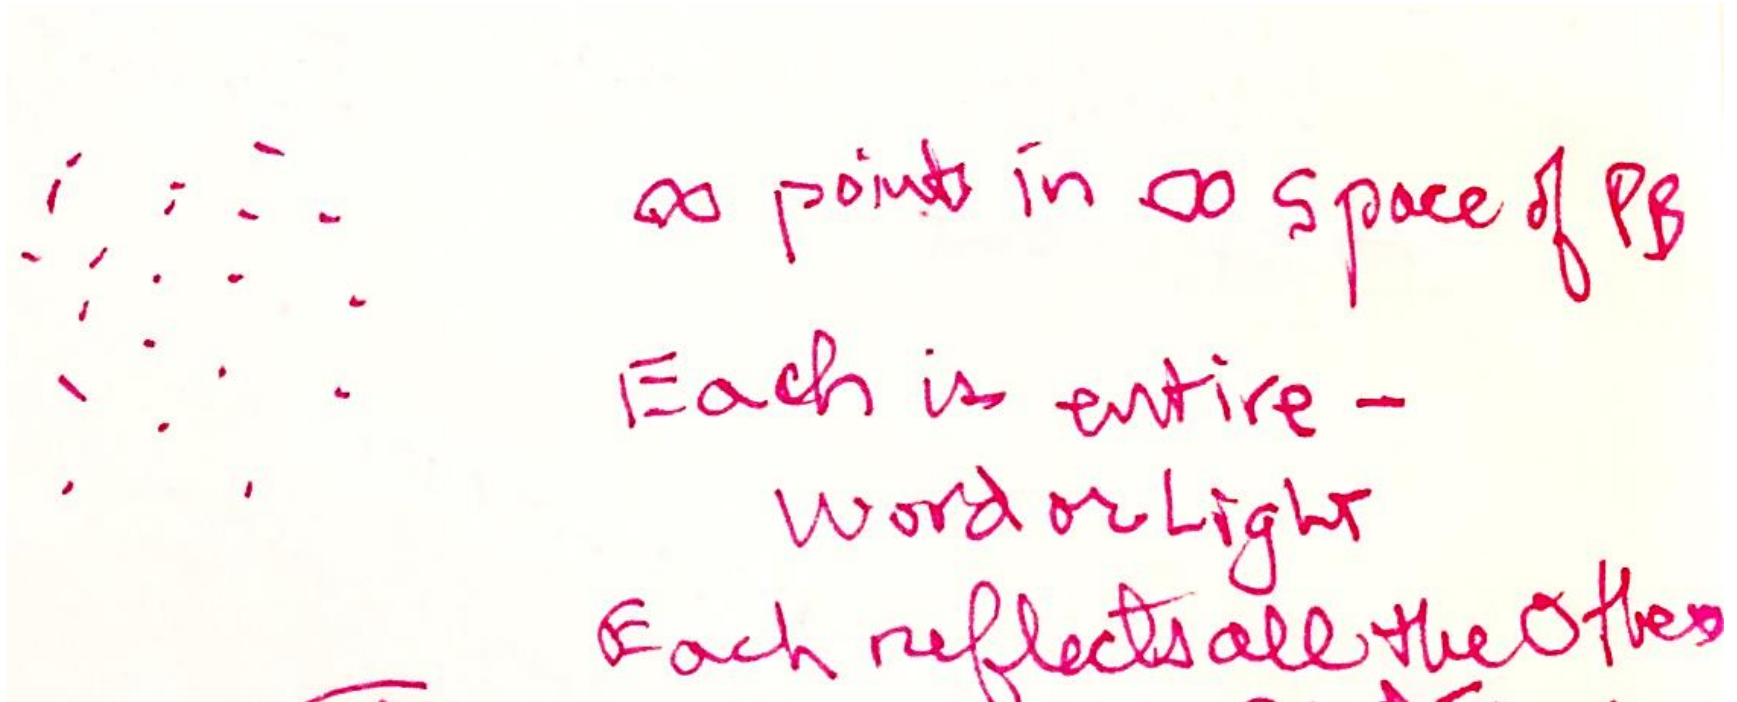 ∞ points in ∞ space of PB
Each is entire -
Word or Light
Each reflects all the Others